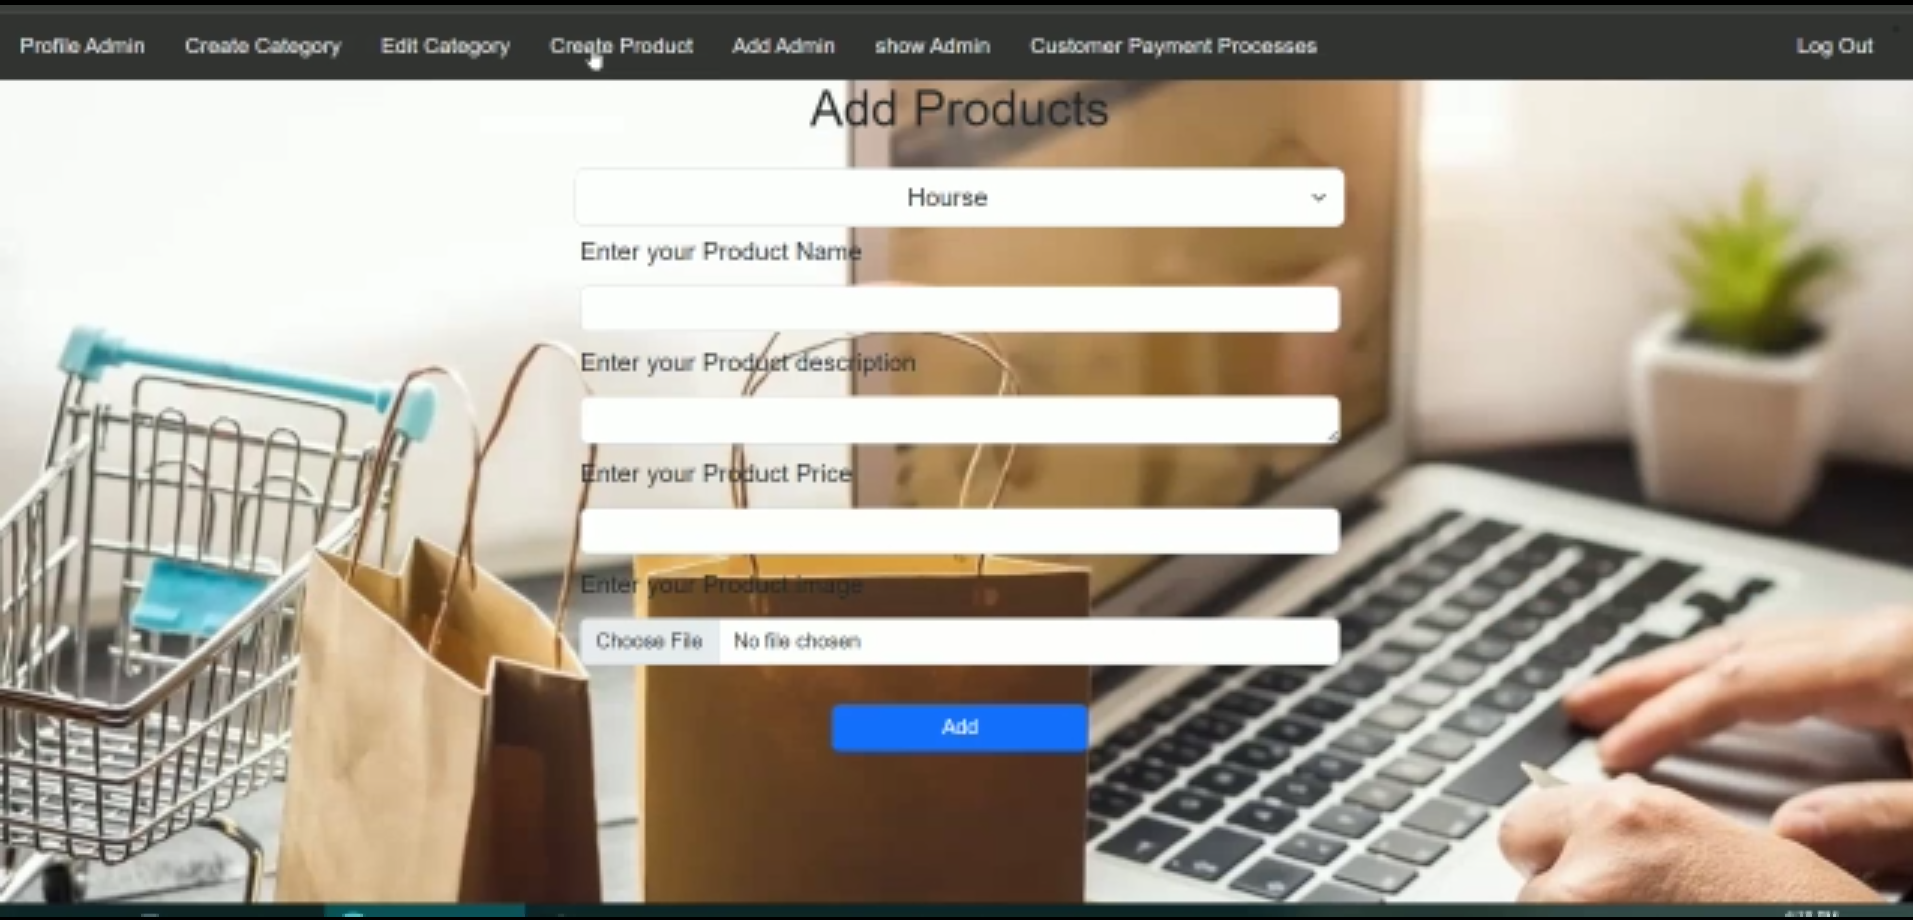 Profile Admin Create Category Edit Category Create Product Add Admin show Admin Customer Payment Processes Log Out
Add Products
Hourse
Enter your Product Name
Enter your Product description
Enter your Product Price
Enter your Product image
Choose File No file chosen
Add